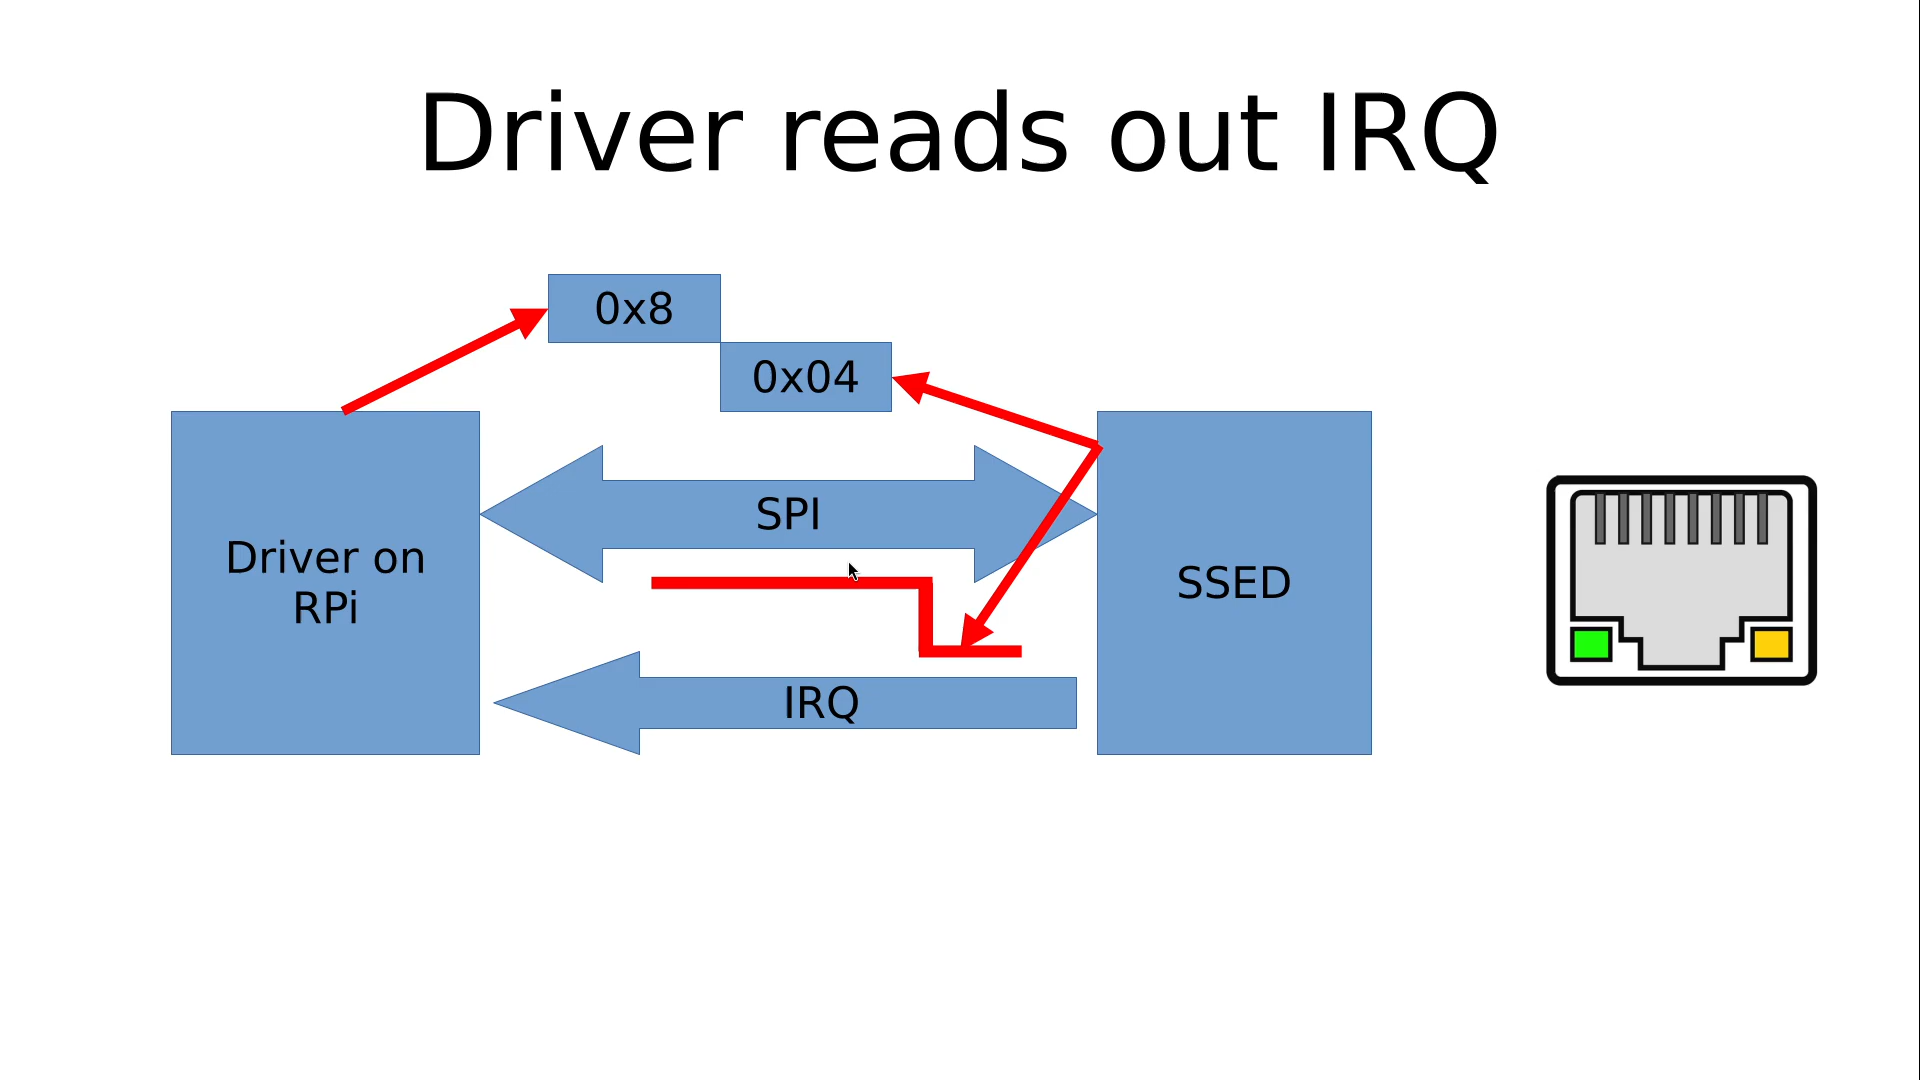 Driver reads out IRQ
0x8
0x04
SPI
Driver on
RPi
SSED
IRQ